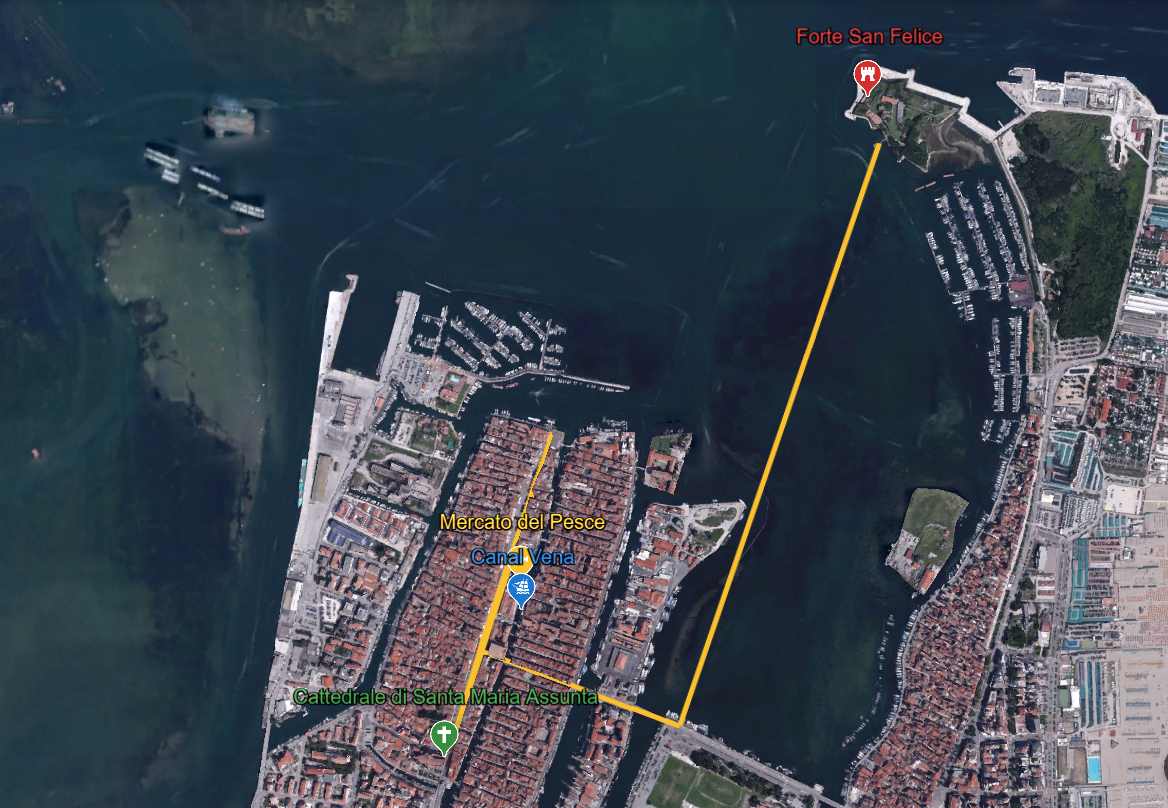 Forte San Felice
Mercato del Pesce
Canal Vena
Cattedrale di Santa Maria Assunta